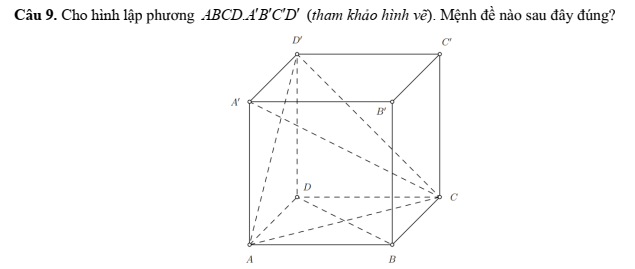 Câu 9. Cho hình lập phương ABCD.A'B'C'D' (tham khảo hình vẽ). Mệnh đề nào sau đây đúng?
D' C'
A' B'
D C
A B